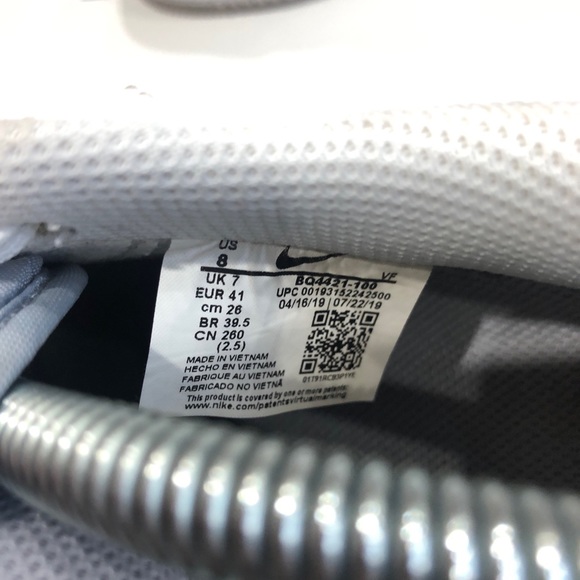 US
8
UK 7
EUR 41
cm 26
BR 39.5
CN 260
(2.5)
VF
BQ4421-100
UPC 00193152242500
04/16/19 | 07/22/19
MADE IN VIETNAM
HECHO EN VIETNAM
FABRIQUE AU VIETNAM
FABRICADO NO VIETNÃ
This product is covered by one or more patents:
www.nike.com/patentsvirtualmarking